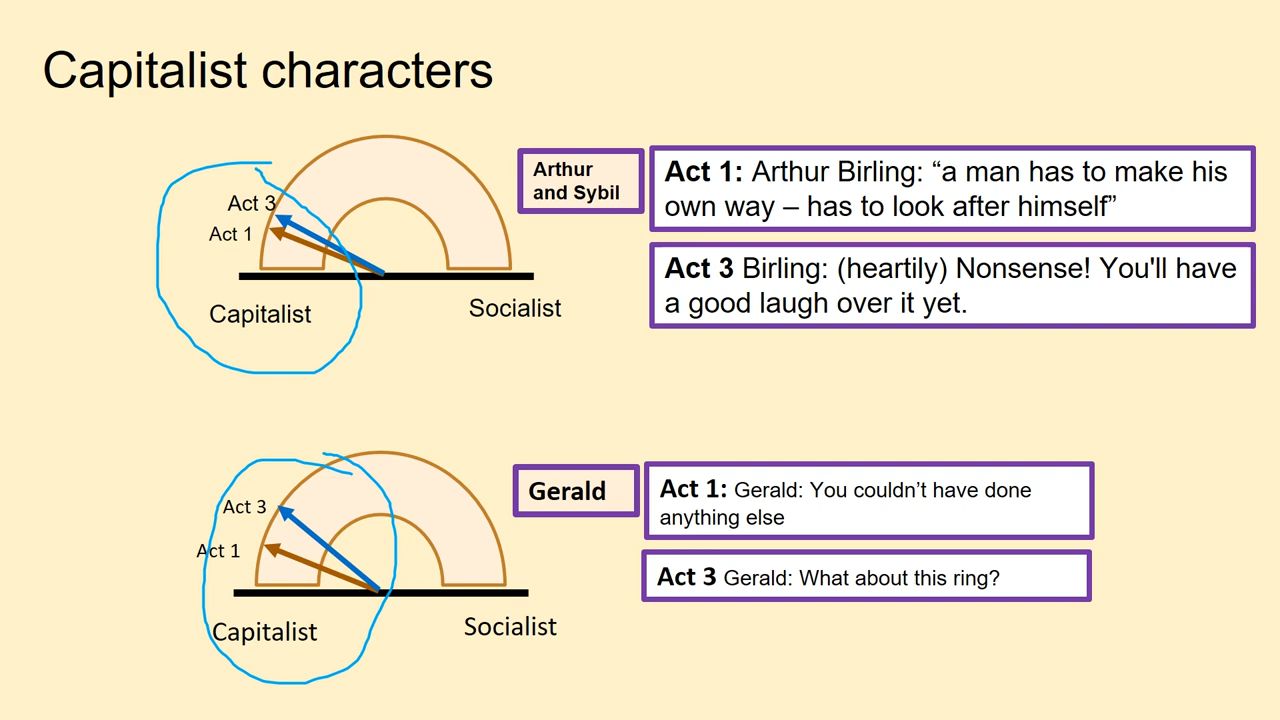 Capitalist characters
Arthur
and Sybil
Act 1: Arthur Birling: “a man has to make his
own way – has to look after himself”
Act 3
Act 1
Act 3 Birling: (heartily) Nonsense! You'll have
a good laugh over it yet.
Capitalist
Socialist
Gerald
Act 1: Gerald: You couldn’t have done
anything else
Act 3
Act 1
Act 3 Gerald: What about this ring?
Capitalist
Socialist